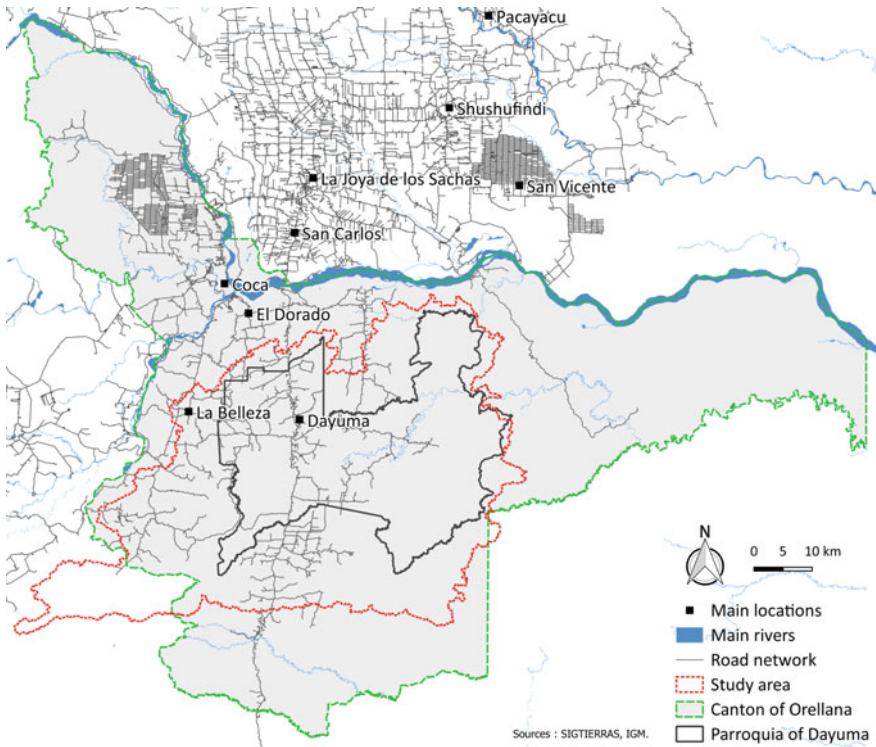 Pacayacu
Shushufindi
La Joya de los Sachas
San Vicente
San Carlos
Coca
El Dorado
La Belleza
Dayuma
N
0 5 10 km
Main locations
Main rivers
Road network
Study area
Canton of Orellana
Parroquia of Dayuma
Sources : SIGTIERRAS, IGM.